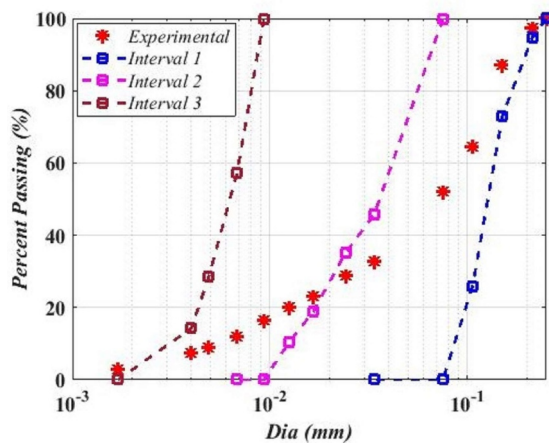 100
80
60
40
20
0
Percent Passing (%)
Experimental
Interval 1
Interval 2
Interval 3
10-3
10-2
10-1
Dia (mm)